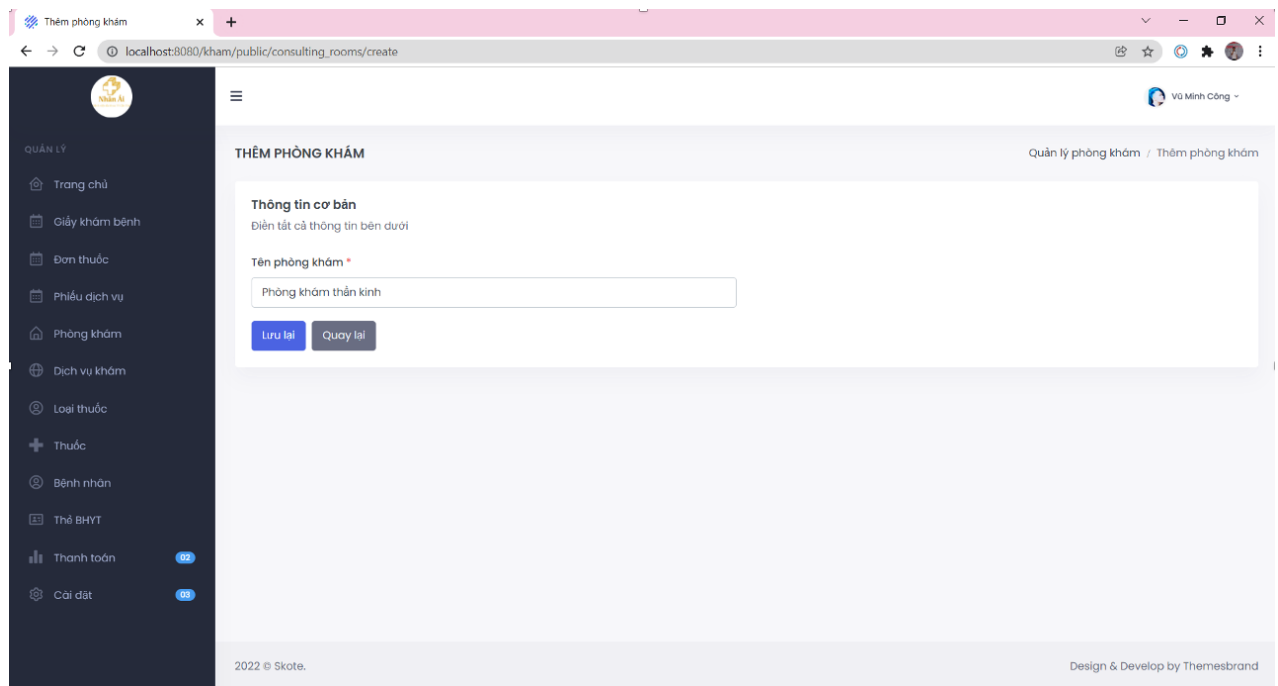 Thêm phòng khám
localhost:8080/kham/public/consulting_rooms/create
Nhân Ái
Vũ Minh Công
QUẢN LÝ
THÊM PHÒNG KHÁM
Quản lý phòng khám / Thêm phòng khám
Trang chủ
Giấy khám bệnh
Đơn thuốc
Phiếu dịch vụ
Phòng khám
Dịch vụ khám
Loại thuốc
Thuốc
Bệnh nhân
Thẻ BHYT
Thanh toán 02
Cài đặt 03
Thông tin cơ bản
Điền tất cả thông tin bên dưới
Tên phòng khám *
Phòng khám thần kinh
Lưu lại
Quay lại
2022 © Skote.
Design & Develop by Themesbrand